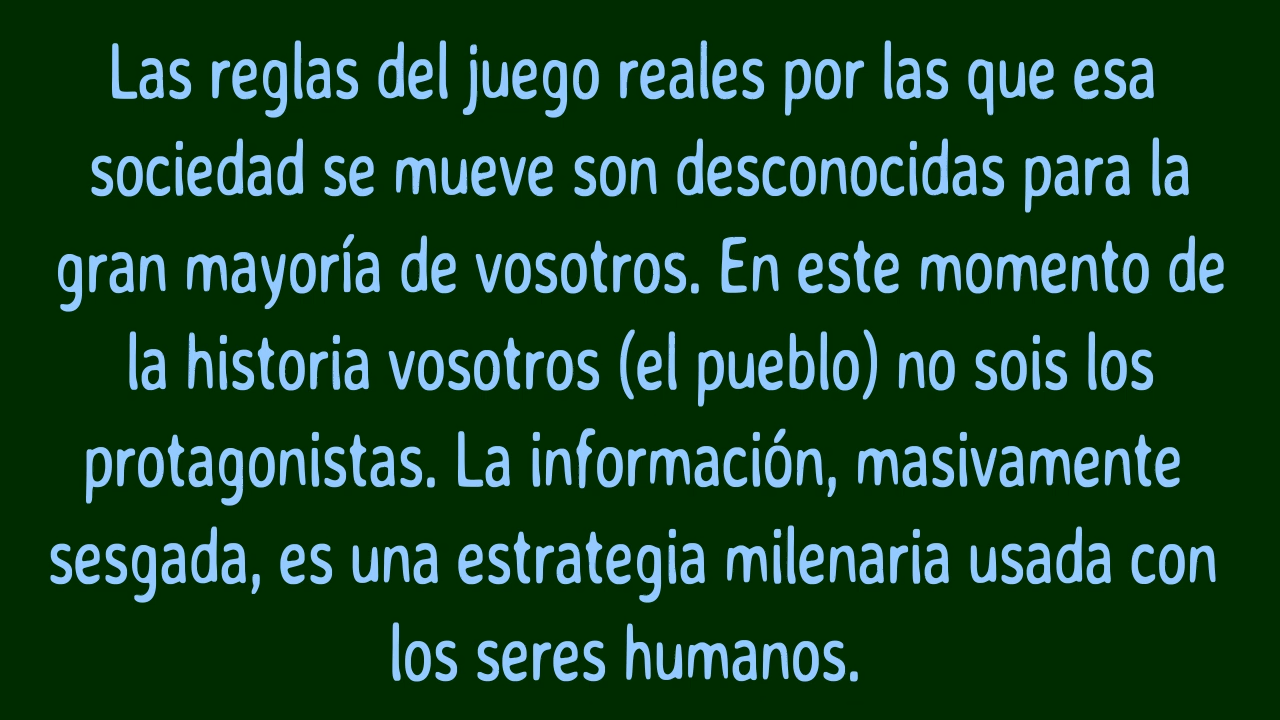 Las reglas del juego reales por las que esa
sociedad se mueve son desconocidas para la
gran mayoría de vosotros. En este momento de
la historia vosotros (el pueblo) no sois los
protagonistas. La información, masivamente
sesgada, es una estrategia milenaria usada con
los seres humanos.